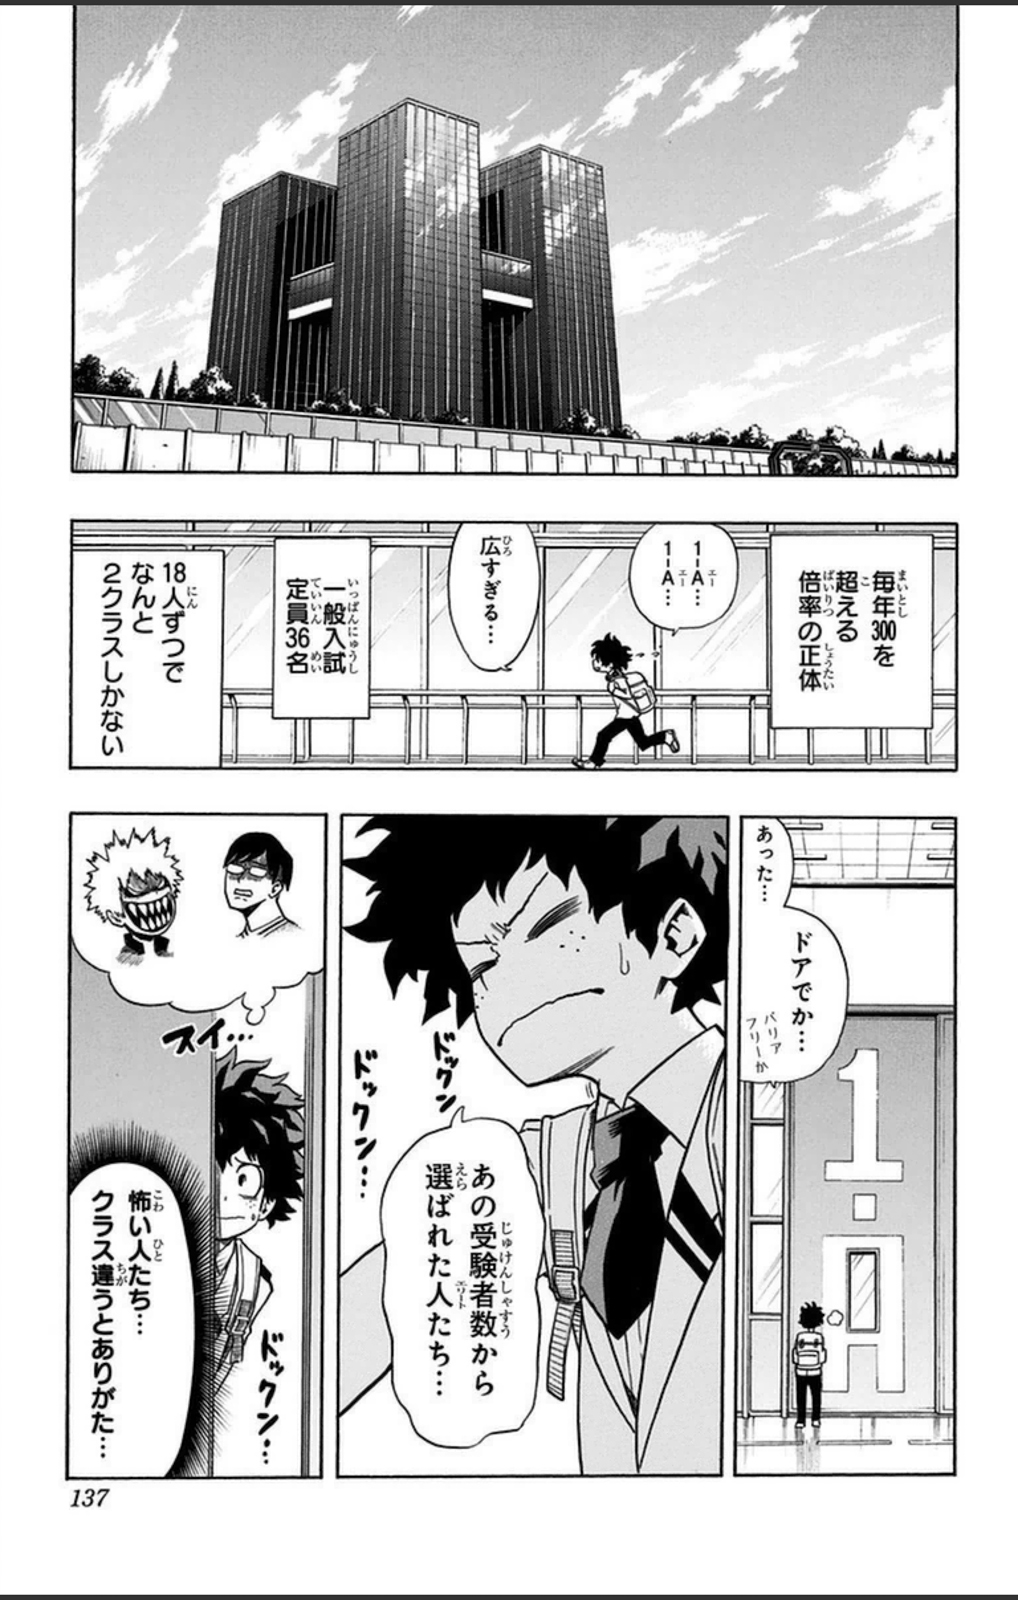 毎年300を
超える
倍率の正体
1-A…
1-A…
広すぎる…
一般入試
定員36名
18人ずつで
なんと
2クラスしかない
あった…
ドアでか…
バリア
フリーか
1-A
ドックン
ドックン…
あの受験者数から
選ばれた人たち…
スイ…
怖い人たち…
クラス違うとありがた…
ドックン…
137